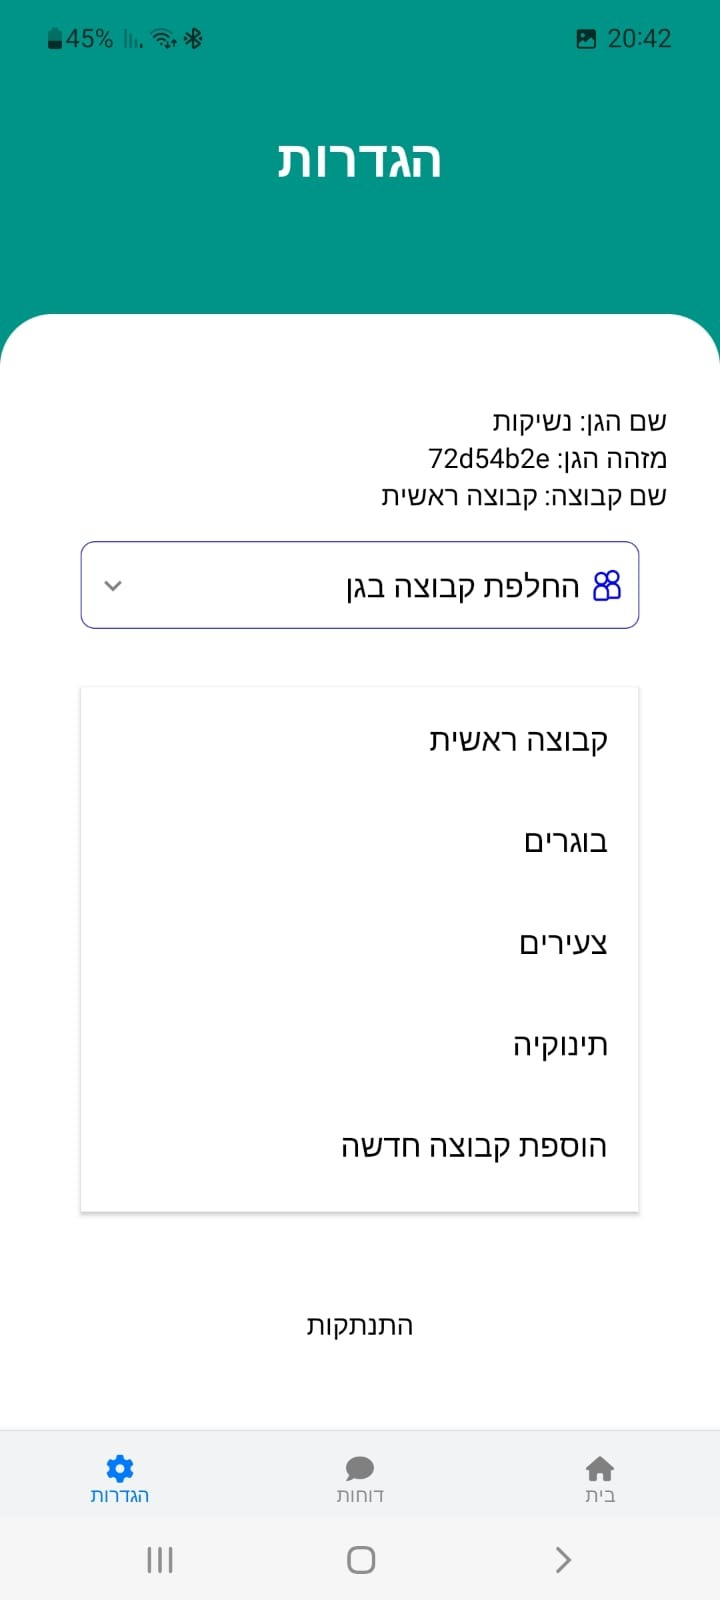 45%
20:42
הגדרות
שם הגן: נשיקות
מזהה הגן: 72d54b2e
שם קבוצה: קבוצה ראשית
החלפת קבוצה בגן
קבוצה ראשית
בוגרים
צעירים
תינוקיה
הוספת קבוצה חדשה
התנתקות
בית
דוחות
הגדרות